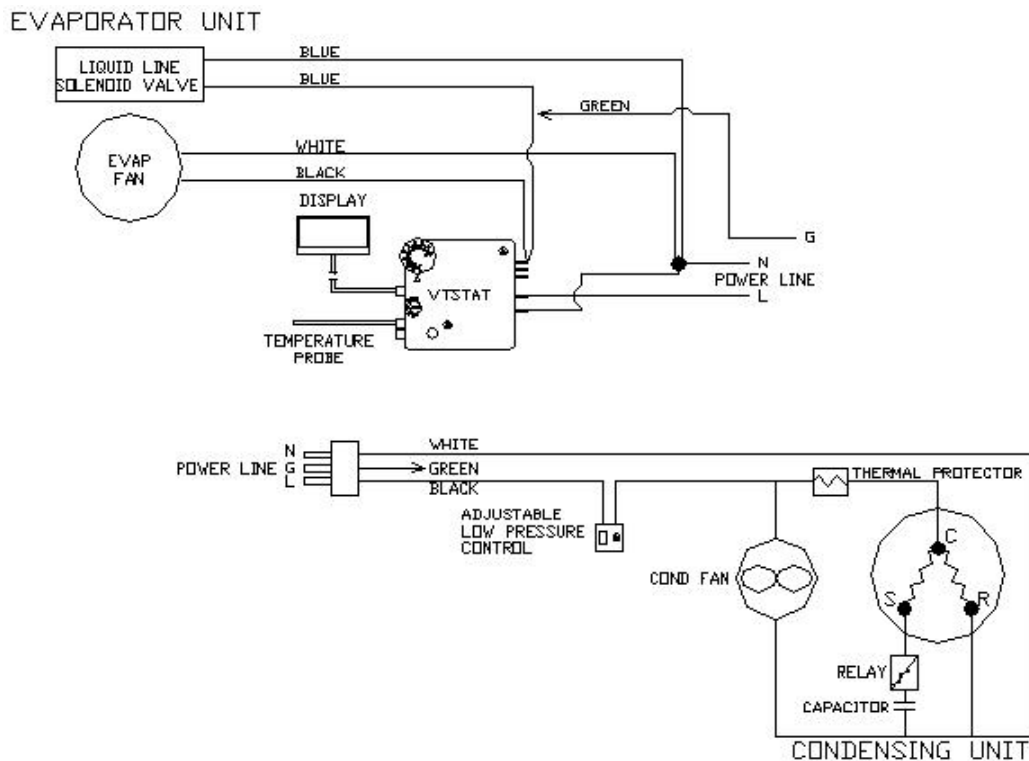 EVAPORATOR UNIT
LIQUID LINE
SOLENOID VALVE
BLUE
BLUE
GREEN
EVAP
FAN
WHITE
BLACK
DISPLAY
G
N
POWER LINE
L
VTSTAT
TEMPERATURE
PROBE
N
POWER LINE G
L
WHITE
GREEN
BLACK
THERMAL PROTECTOR
ADJUSTABLE
LOW PRESSURE
CONTROL
C
COND FAN
S
R
RELAY
CAPACITOR
CONDENSING UNIT